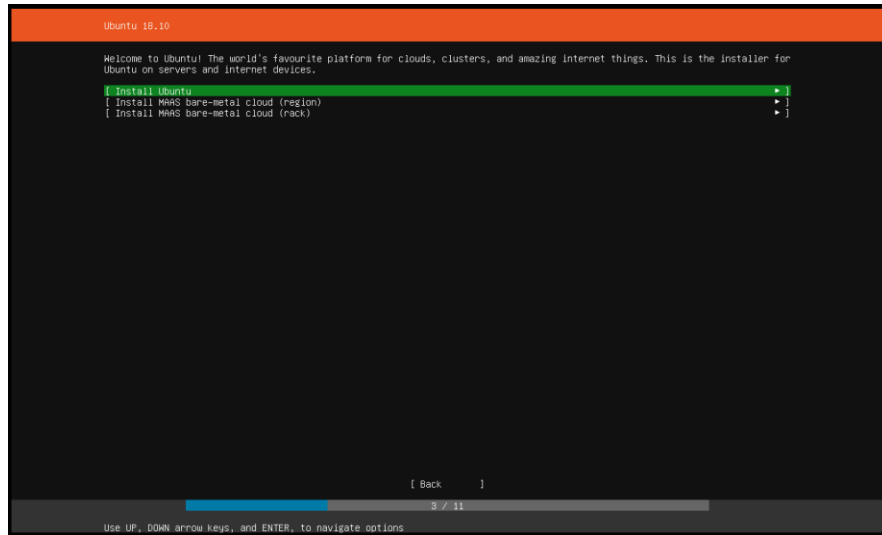 Ubuntu 18.10
Welcome to Ubuntu! The world's favourite platform for clouds, clusters, and amazing internet things. This is the installer for
Ubuntu on servers and internet devices.
[ Install Ubuntu ► ]
[ Install MAAS bare-metal cloud (region) ► ]
[ Install MAAS bare-metal cloud (rack) ► ]
[ Back ]
3 / 11
Use UP, DOWN arrow keys, and ENTER, to navigate options